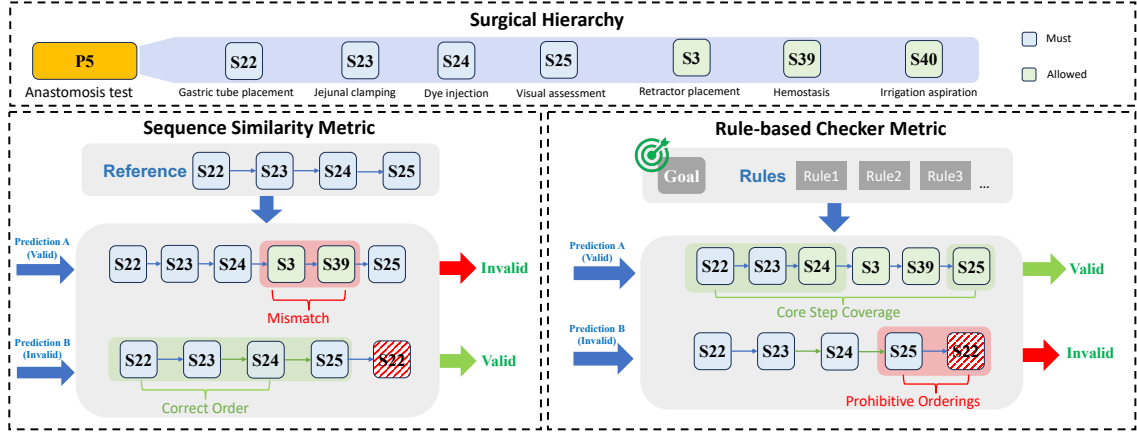 Surgical Hierarchy
P5
S22
S23
S24
S25
S3
S39
S40
Must
Allowed
Anastomosis test
Gastric tube placement
Jejunal clamping
Dye injection
Visual assessment
Retractor placement
Hemostasis
Irrigation aspiration
Sequence Similarity Metric
Reference
S22
S23
S24
S25
Prediction A
(Valid)
S22
S23
S24
S3
S39
S25
Invalid
Mismatch
Prediction B
(Invalid)
S22
S23
S24
S25
S22
Valid
Correct Order
Rule-based Checker Metric
Goal
Rules
Rule1
Rule2
Rule3
...
Prediction A
(Valid)
S22
S23
S24
S3
S39
S25
Valid
Core Step Coverage
Prediction B
(Invalid)
S22
S23
S24
S25
S22
Invalid
Prohibitive Orderings